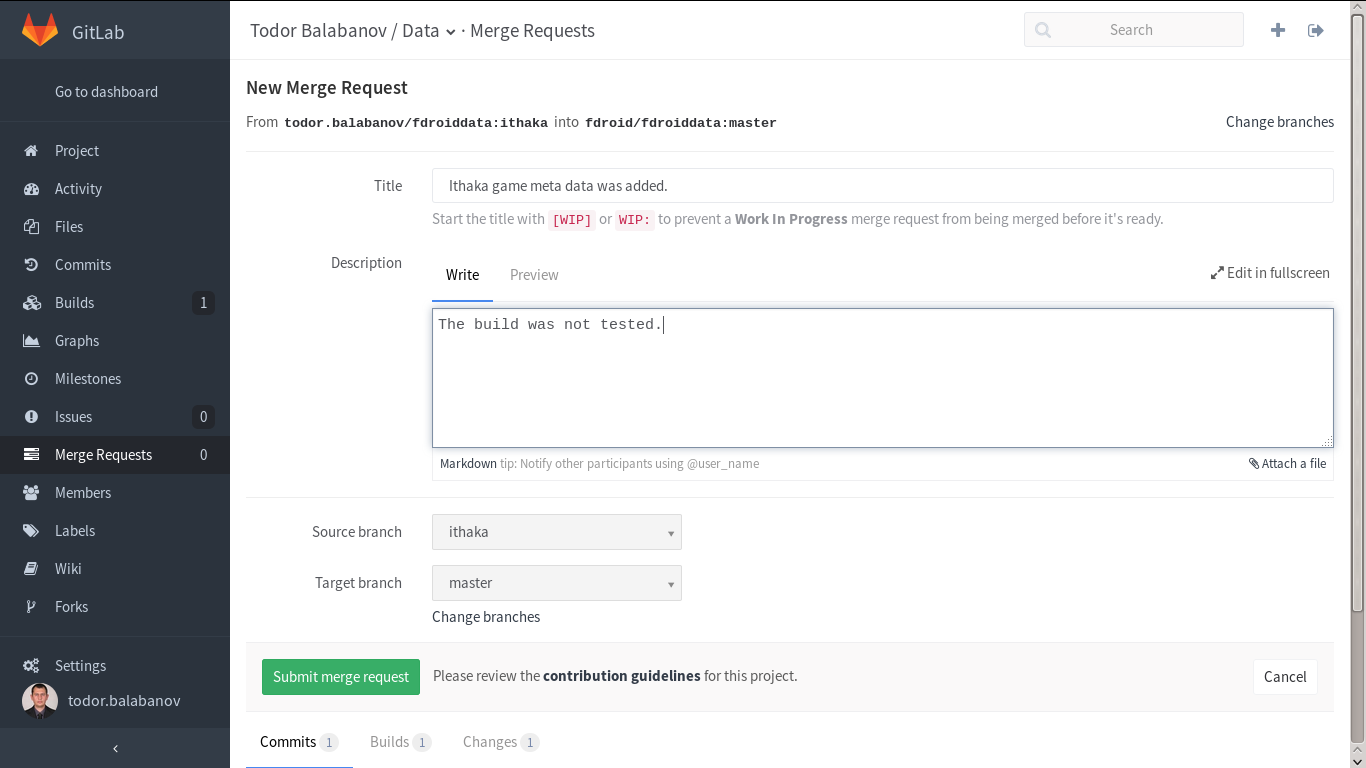 GitLab
Todor Balabanov / Data · Merge Requests
Search
Go to dashboard
Project
Activity
Files
Commits
Builds 1
Graphs
Milestones
Issues 0
Merge Requests 0
Members
Labels
Wiki
Forks
Settings
todor.balabanov
New Merge Request
From todor.balabanov/fdroiddata:ithaka into fdroid/fdroiddata:master
Change branches
Title
Ithaka game meta data was added.
Start the title with [WIP] or WIP: to prevent a Work In Progress merge request from being merged before it's ready.
Description
Write Preview
Edit in fullscreen
The build was not tested.
Markdown tip: Notify other participants using @user_name
Attach a file
Source branch
ithaka
Target branch
master
Change branches
Submit merge request
Please review the contribution guidelines for this project.
Cancel
Commits 1 Builds 1 Changes 1